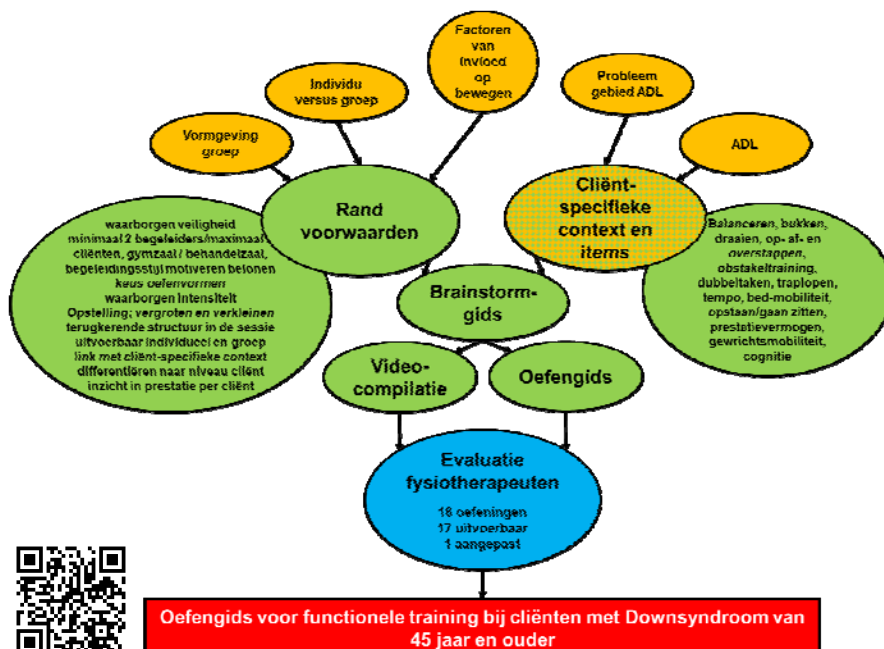 Factoren
van
invloed
op
bewegen
Individu
versus groep
Probleem
gebied ADL
Vormgeving
groep
ADL
Rand
voorwaarden
Cliënt-
specifieke
context en
items
waarborgen veiligheid
minimaal 2 begeleiders/maximaal
cliënten, gymzaal / behandelzaal,
begeleidingsstijl motiveren belonen
keus oefenvormen
waarborgen intensiteit
Opstelling; vergroten en verkleinen
terugkerende structuur in de sessie
uitvoerbaar individueel en groep
link met cliënt-specifieke context
differentiëren naar niveau cliënt
inzicht in prestatie per cliënt
Balanceren, bukken,
draaien, op- af- en
overstappen,
obstakeltraining,
dubbeltaken, traplopen,
tempo, bed-mobiliteit,
opstaan/gaan zitten,
prestatievermogen,
gewrichtsmobiliteit,
cognitie
Brainstorm-
gids
Video-
compilatie
Oefengids
Evaluatie
fysiotherapeuten
18 oefeningen
17 uitvoerbaar
1 aangepast
Oefengids voor functionele training bij cliënten met Downsyndroom van
45 jaar en ouder